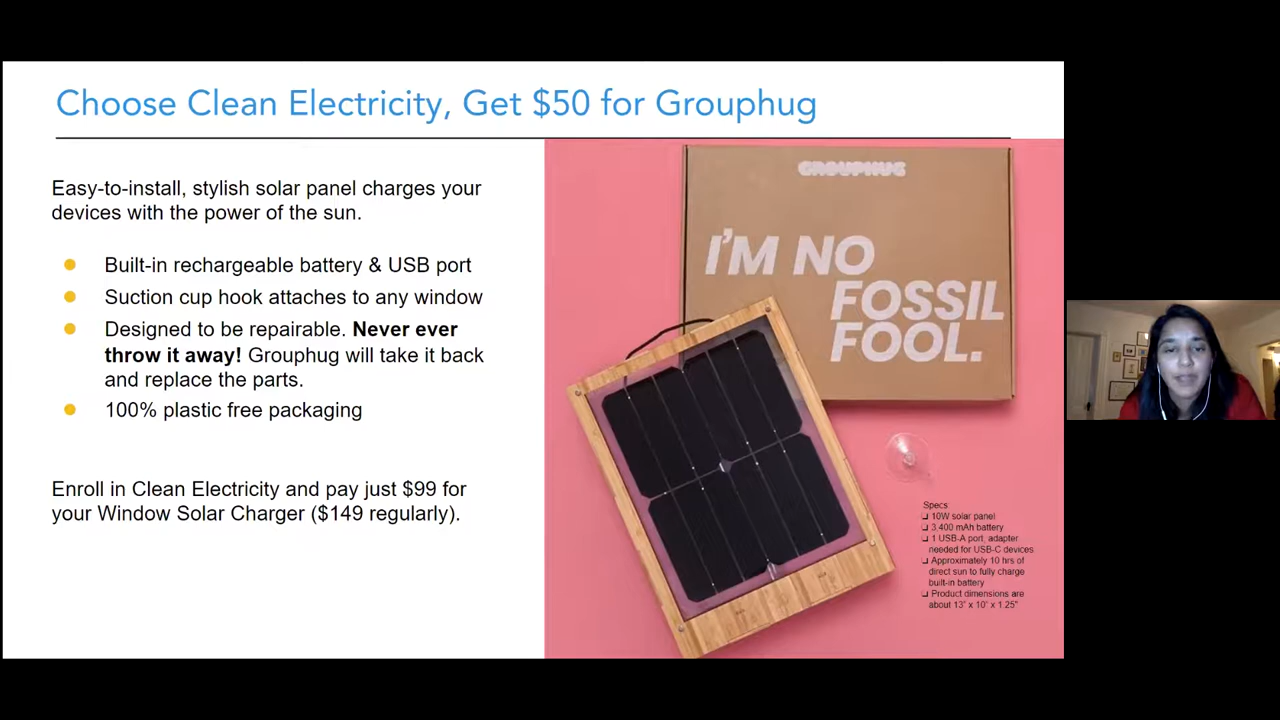 Choose Clean Electricity, Get $50 for Grouphug
Easy-to-install, stylish solar panel charges your
devices with the power of the sun.
Built-in rechargeable battery & USB port
Suction cup hook attaches to any window
Designed to be repairable. Never ever
throw it away! Grouphug will take it back
and replace the parts.
100% plastic free packaging
Enroll in Clean Electricity and pay just $99 for
your Window Solar Charger ($149 regularly).
GROUPHUG
I'M NO
FOSSIL
FOOL.
Specs
10W solar panel
3,400 mAh battery
1 USB-A port, adapter
needed for USB-C devices
Approximately 10 hrs of
direct sun to fully charge
built-in battery
Product dimensions are
about 13" x 10" x 1.25"